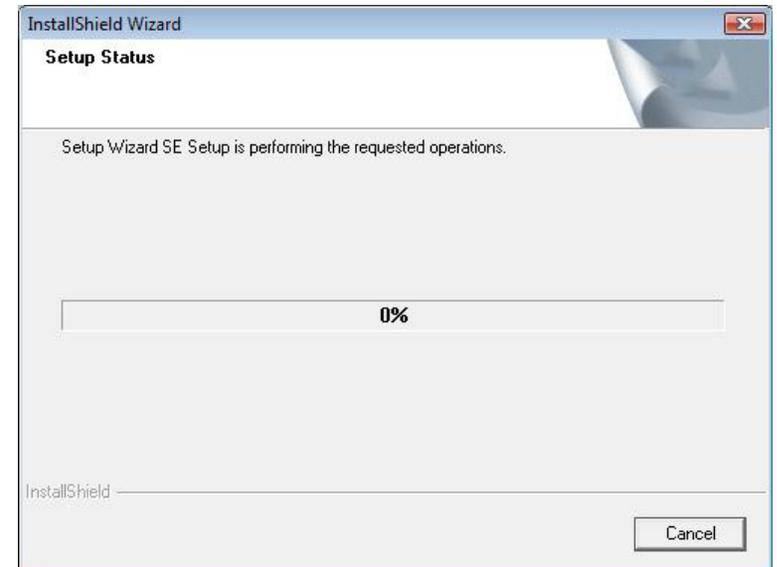 InstallShield Wizard
Setup Status
Setup Wizard SE Setup is performing the requested operations.
0%
InstallShield
Cancel